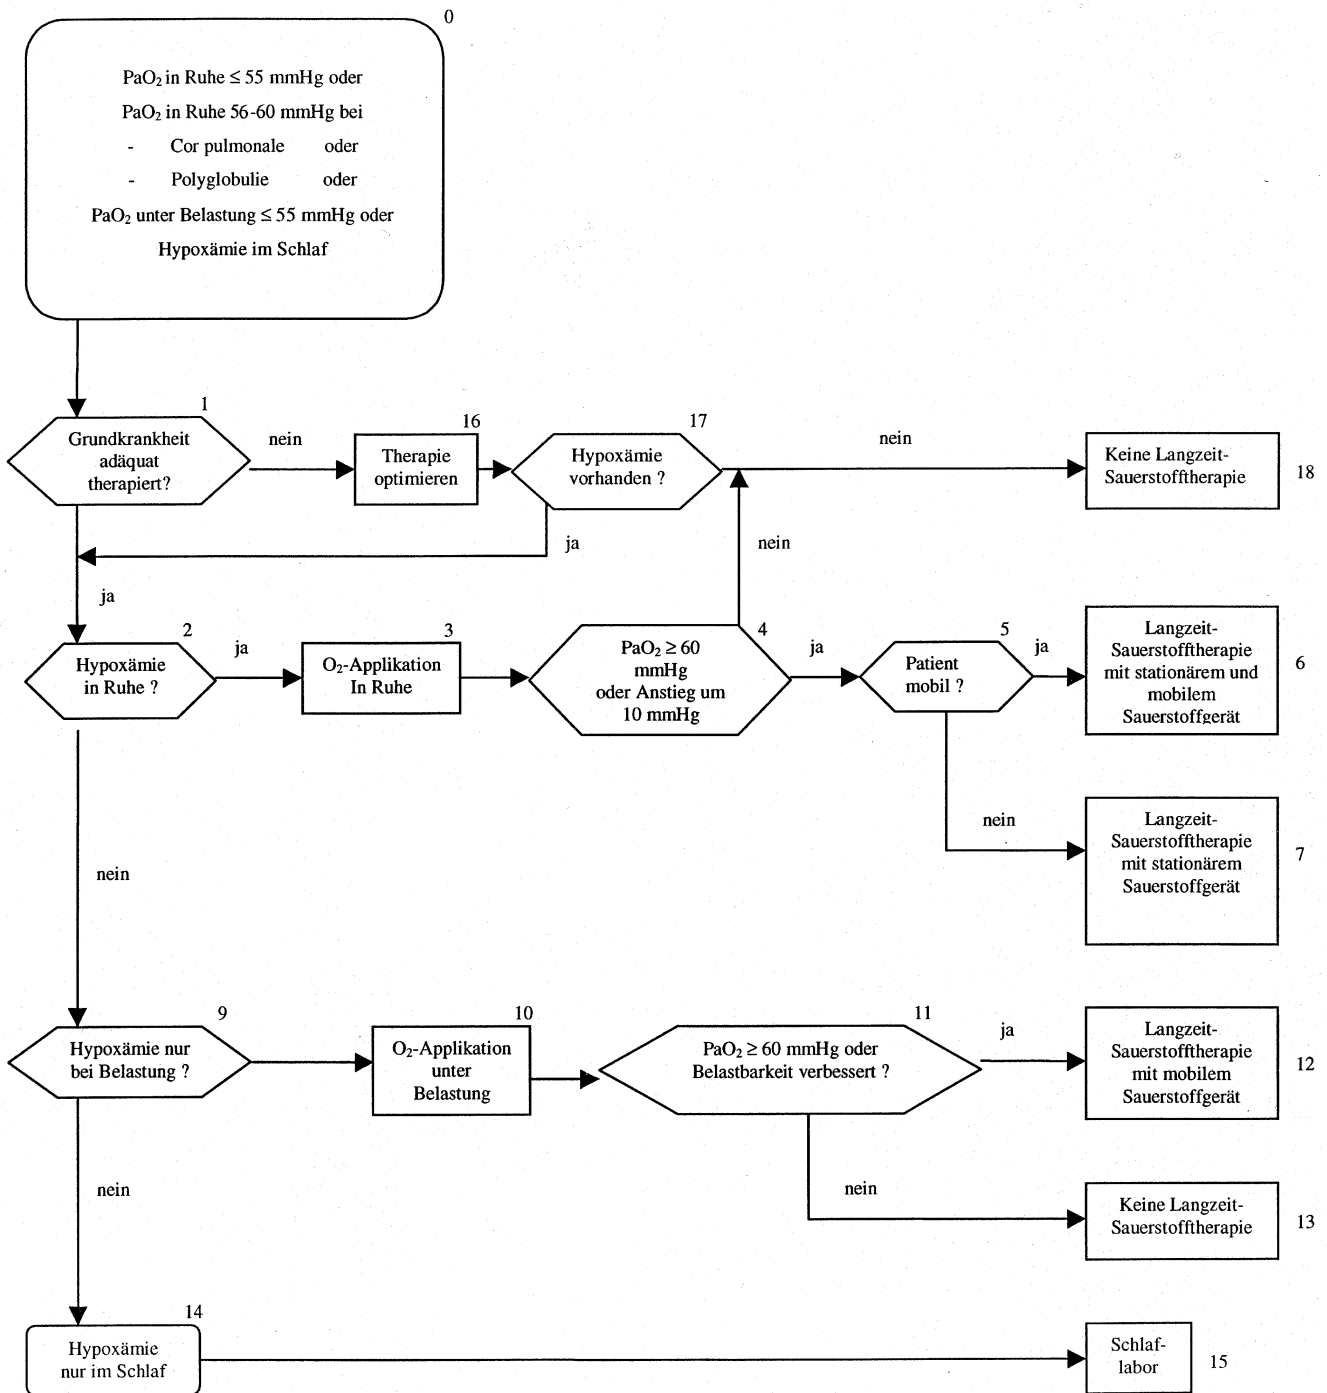 0
PaO₂ in Ruhe ≤ 55 mmHg oder
PaO₂ in Ruhe 56-60 mmHg bei
- Cor pulmonale oder
- Polyglobulie oder
PaO₂ unter Belastung ≤ 55 mmHg oder
Hypoxämie im Schlaf
1
Grundkrankheit
adäquat
therapiert?
nein
16
Therapie
optimieren
17
Hypoxämie
vorhanden ?
nein
Keine Langzeit-
Sauerstofftherapie
18
ja
nein
ja
2
Hypoxämie
in Ruhe ?
ja
3
O₂-Applikation
In Ruhe
4
PaO₂ ≥ 60
mmHg
oder Anstieg um
10 mmHg
ja
5
Patient
mobil ?
ja
Langzeit-
Sauerstofftherapie
mit stationärem und
mobilem
Sauerstoffgerät
6
nein
Langzeit-
Sauerstofftherapie
mit stationärem
Sauerstoffgerät
7
nein
9
Hypoxämie nur
bei Belastung ?
10
O₂-Applikation
unter
Belastung
11
PaO₂ ≥ 60 mmHg oder
Belastbarkeit verbessert ?
ja
Langzeit-
Sauerstofftherapie
mit mobilem
Sauerstoffgerät
12
nein
Keine Langzeit-
Sauerstofftherapie
13
nein
14
Hypoxämie
nur im Schlaf
Schlaf-
labor
15